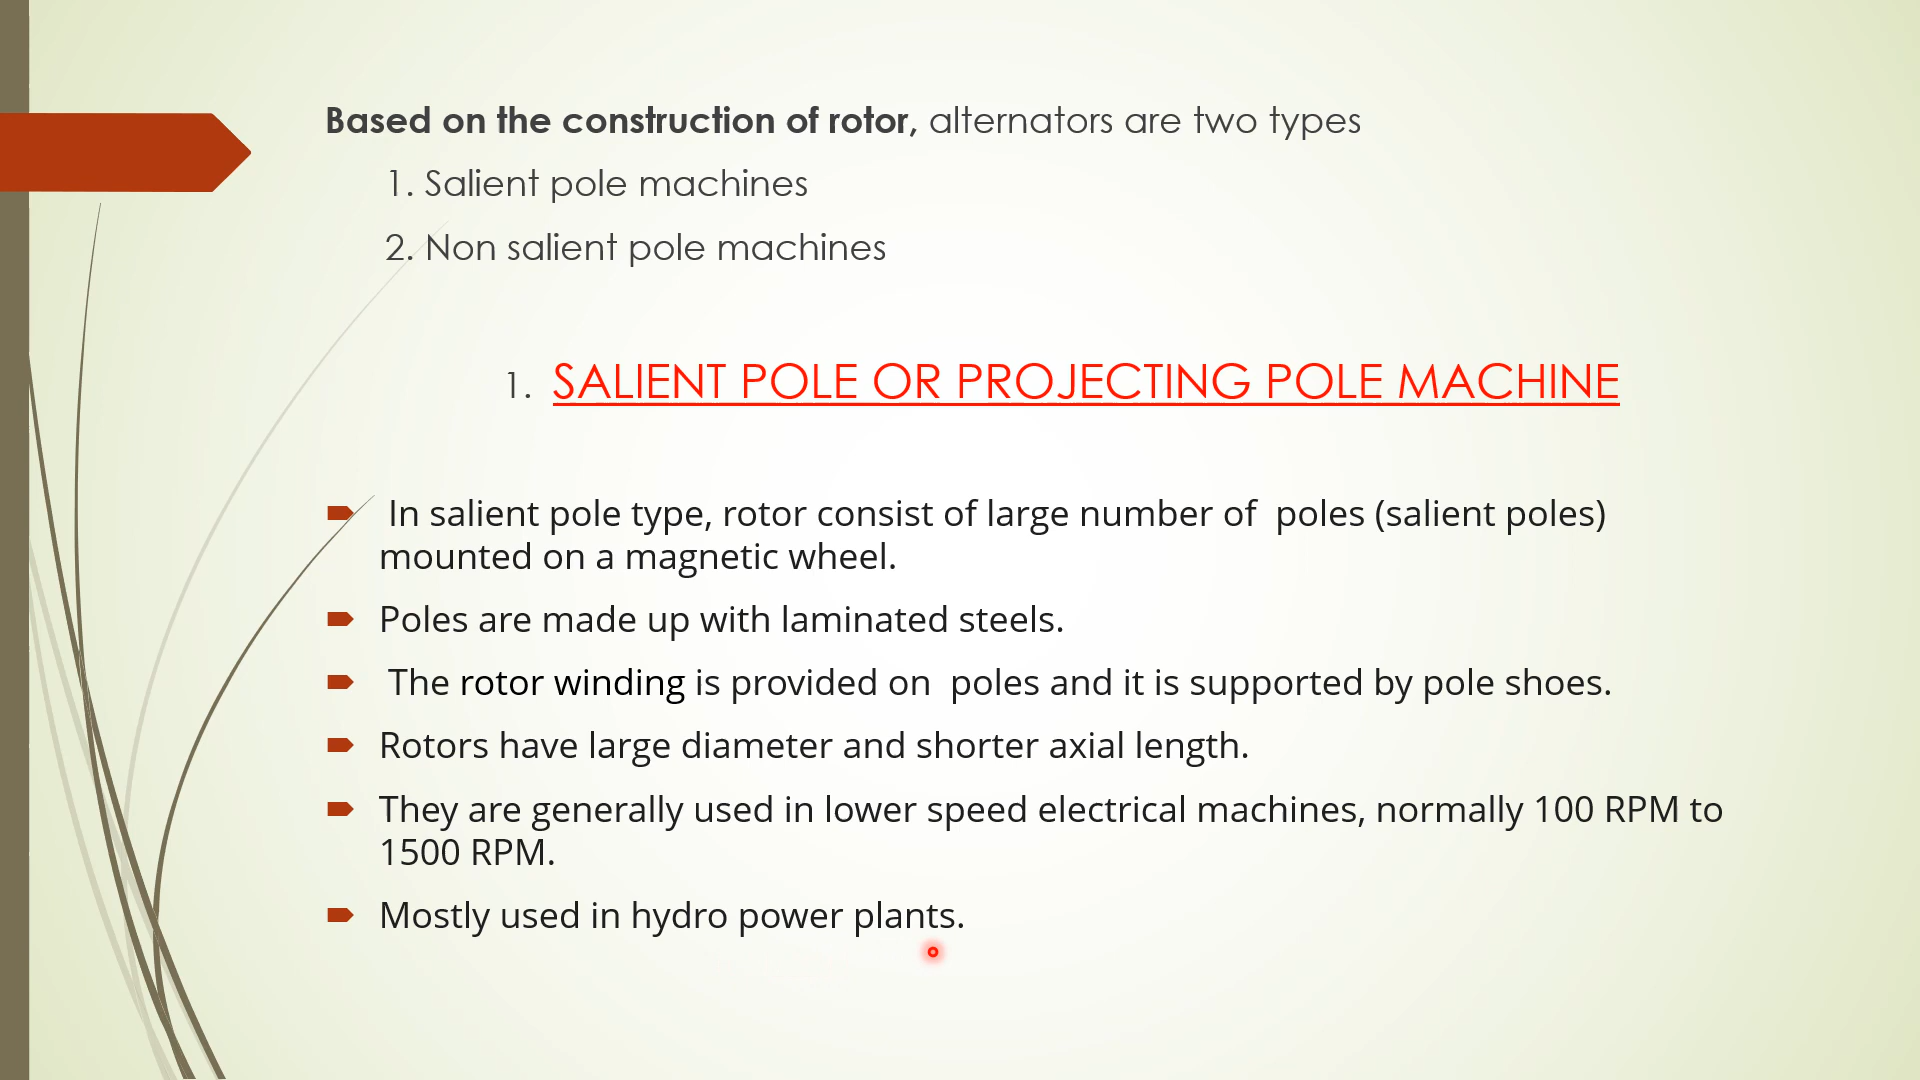 Based on the construction of rotor, alternators are two types
1. Salient pole machines
2. Non salient pole machines
1. SALIENT POLE OR PROJECTING POLE MACHINE
In salient pole type, rotor consist of large number of poles (salient poles)
mounted on a magnetic wheel.
Poles are made up with laminated steels.
The rotor winding is provided on poles and it is supported by pole shoes.
Rotors have large diameter and shorter axial length.
They are generally used in lower speed electrical machines, normally 100 RPM to
1500 RPM.
Mostly used in hydro power plants.